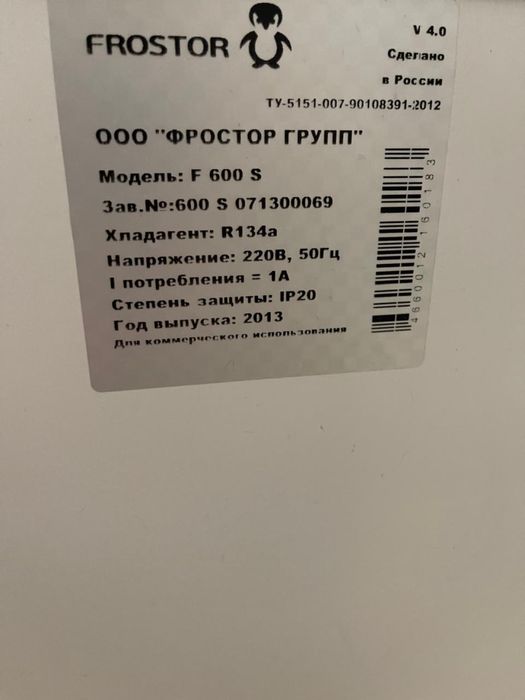 FROSTOR
V 4.0
Сделано
в России
ТУ-5151-007-90108391-2012
ООО "ФРОСТОР ГРУПП"
Модель: F 600 S
Зав.№:600 S 071300069
Хладагент: R134a
Напряжение: 220В, 50Гц
I потребления = 1А
Степень защиты: IP20
Год выпуска: 2013
Для коммерческого использования
4660012160183